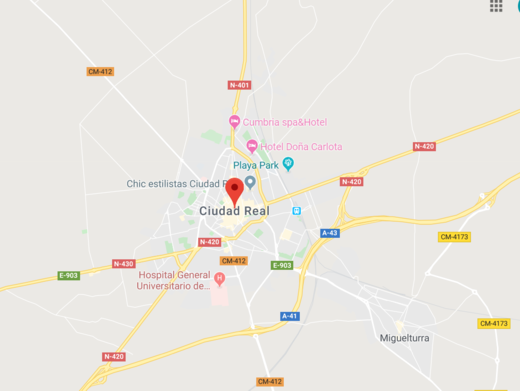 CM-412
N-401
Cumbria spa&Hotel
Hotel Doña Carlota
N-420
Playa Park
Chic estilistas Ciudad R
N-420
Ciudad Real
A-43
CM-4173
N-420
CM-412
N-430
E-903
E-903
Hospital General
Universitario de...
A-41
CM-4173
Miguelturra
N-420
CM-412